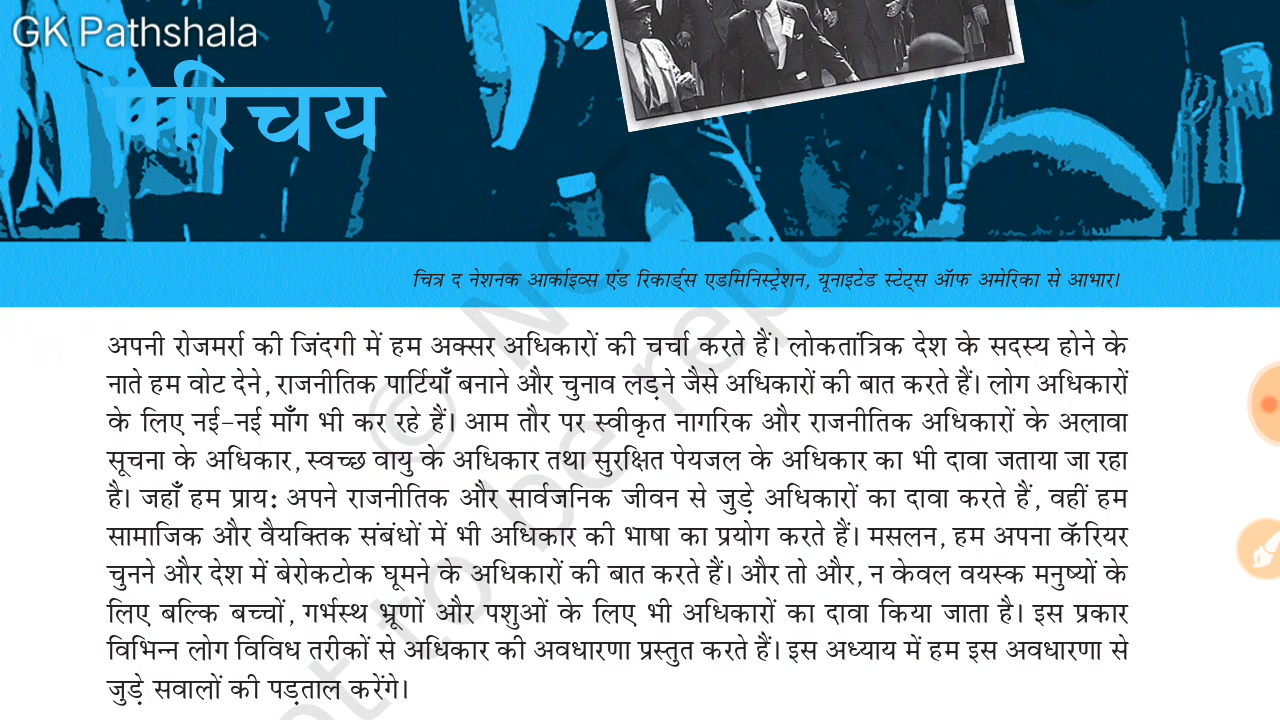 GK Pathshala
परिचय
चित्र द नेशनक आर्काइव्स एंड रिकार्ड्स एडमिनिस्ट्रेशन, यूनाइटेड स्टेट्स ऑफ अमेरिका से आभार।
अपनी रोजमर्रा की जिंदगी में हम अक्सर अधिकारों की चर्चा करते हैं। लोकतांत्रिक देश के सदस्य होने के
नाते हम वोट देने, राजनीतिक पार्टियाँ बनाने और चुनाव लड़ने जैसे अधिकारों की बात करते हैं। लोग अधिकारों
के लिए नई-नई माँग भी कर रहे हैं। आम तौर पर स्वीकृत नागरिक और राजनीतिक अधिकारों के अलावा
सूचना के अधिकार, स्वच्छ वायु के अधिकार तथा सुरक्षित पेयजल के अधिकार का भी दावा जताया जा रहा
है। जहाँ हम प्राय: अपने राजनीतिक और सार्वजनिक जीवन से जुड़े अधिकारों का दावा करते हैं, वहीं हम
सामाजिक और वैयक्तिक संबंधों में भी अधिकार की भाषा का प्रयोग करते हैं। मसलन, हम अपना कॅरियर
चुनने और देश में बेरोकटोक घूमने के अधिकारों की बात करते हैं। और तो और, न केवल वयस्क मनुष्यों के
लिए बल्कि बच्चों, गर्भस्थ भ्रूणों और पशुओं के लिए भी अधिकारों का दावा किया जाता है। इस प्रकार
विभिन्न लोग विविध तरीकों से अधिकार की अवधारणा प्रस्तुत करते हैं। इस अध्याय में हम इस अवधारणा से
जुड़े सवालों की पड़ताल करेंगे।